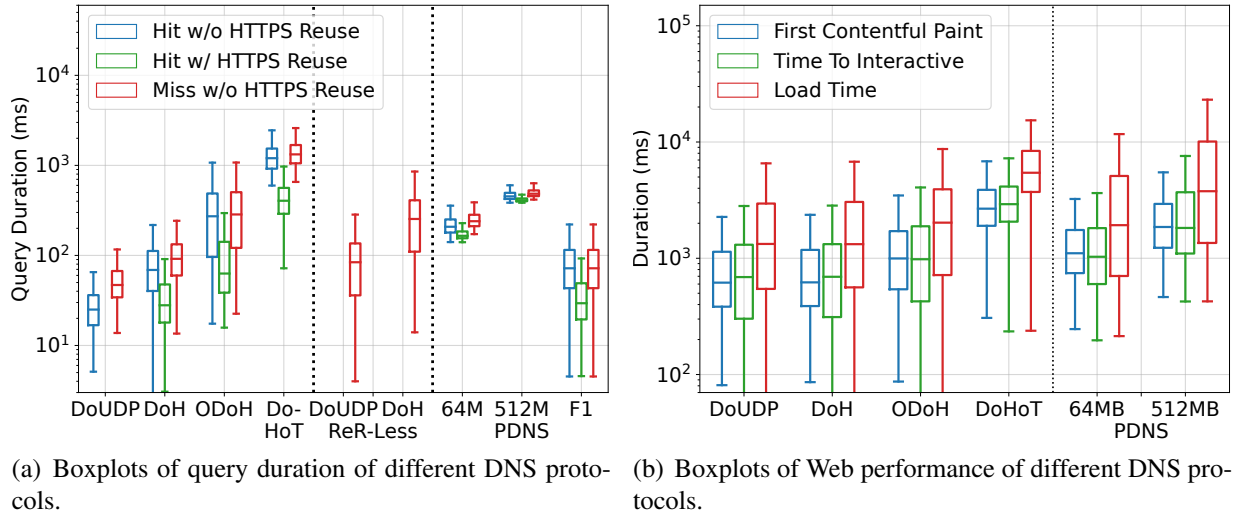 Hit w/o HTTPS Reuse
Hit w/ HTTPS Reuse
Miss w/o HTTPS Reuse
Query Duration (ms)
10^4
10^3
10^2
10^1
DoUDP DoH ODoH Do-HoT DoUDP DoH 64M 512M F1
ReR-Less PDNS
(a) Boxplots of query duration of different DNS proto-
cols.
First Contentful Paint
Time To Interactive
Load Time
Duration (ms)
10^5
10^4
10^3
10^2
DoUDP DoH ODoH DoHoT 64MB 512MB
PDNS
(b) Boxplots of Web performance of different DNS pro-
tocols.